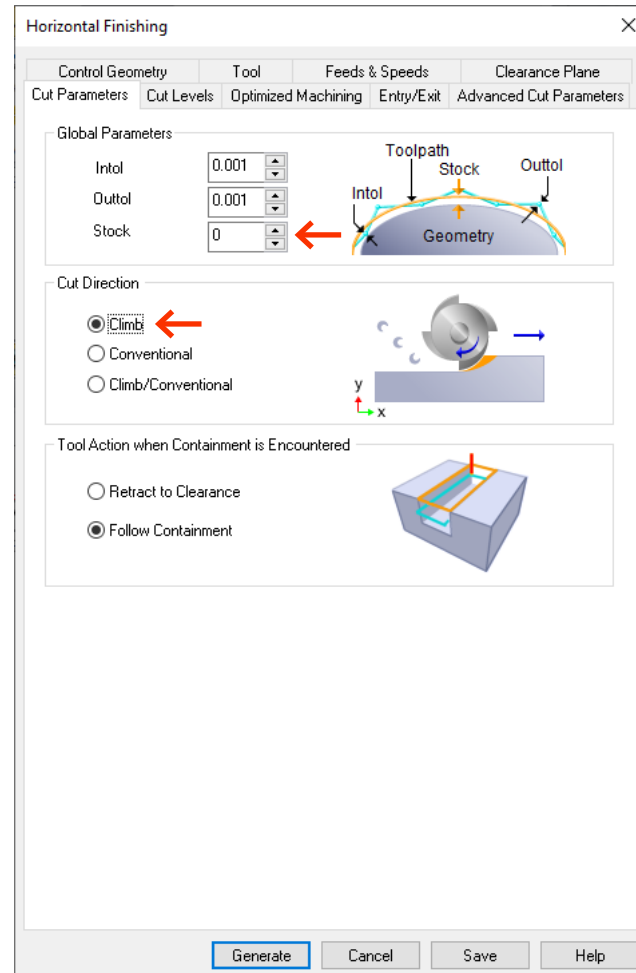 Horizontal Finishing
Control Geometry Tool Feeds & Speeds Clearance Plane
Cut Parameters Cut Levels Optimized Machining Entry/Exit Advanced Cut Parameters
Global Parameters
Intol 0.001
Outtol 0.001
Stock 0
Toolpath
Stock
Outtol
Intol
Geometry
Cut Direction
Climb
Conventional
Climb/Conventional
y
x
Tool Action when Containment is Encountered
Retract to Clearance
Follow Containment
Generate Cancel Save Help